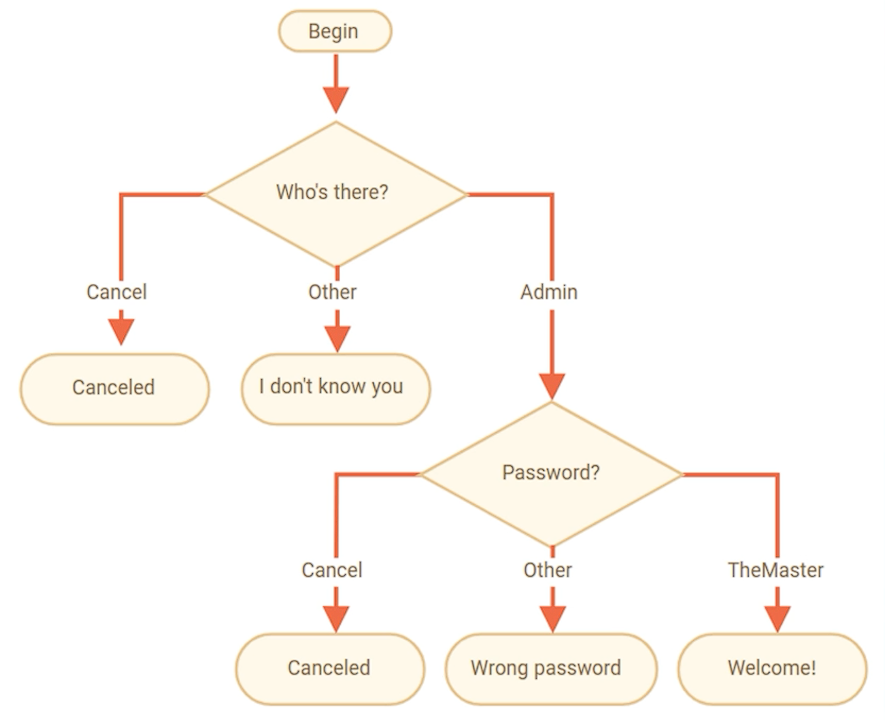 Begin
Who's there?
Cancel
Other
Admin
Canceled
I don't know you
Password?
Cancel
Other
TheMaster
Canceled
Wrong password
Welcome!